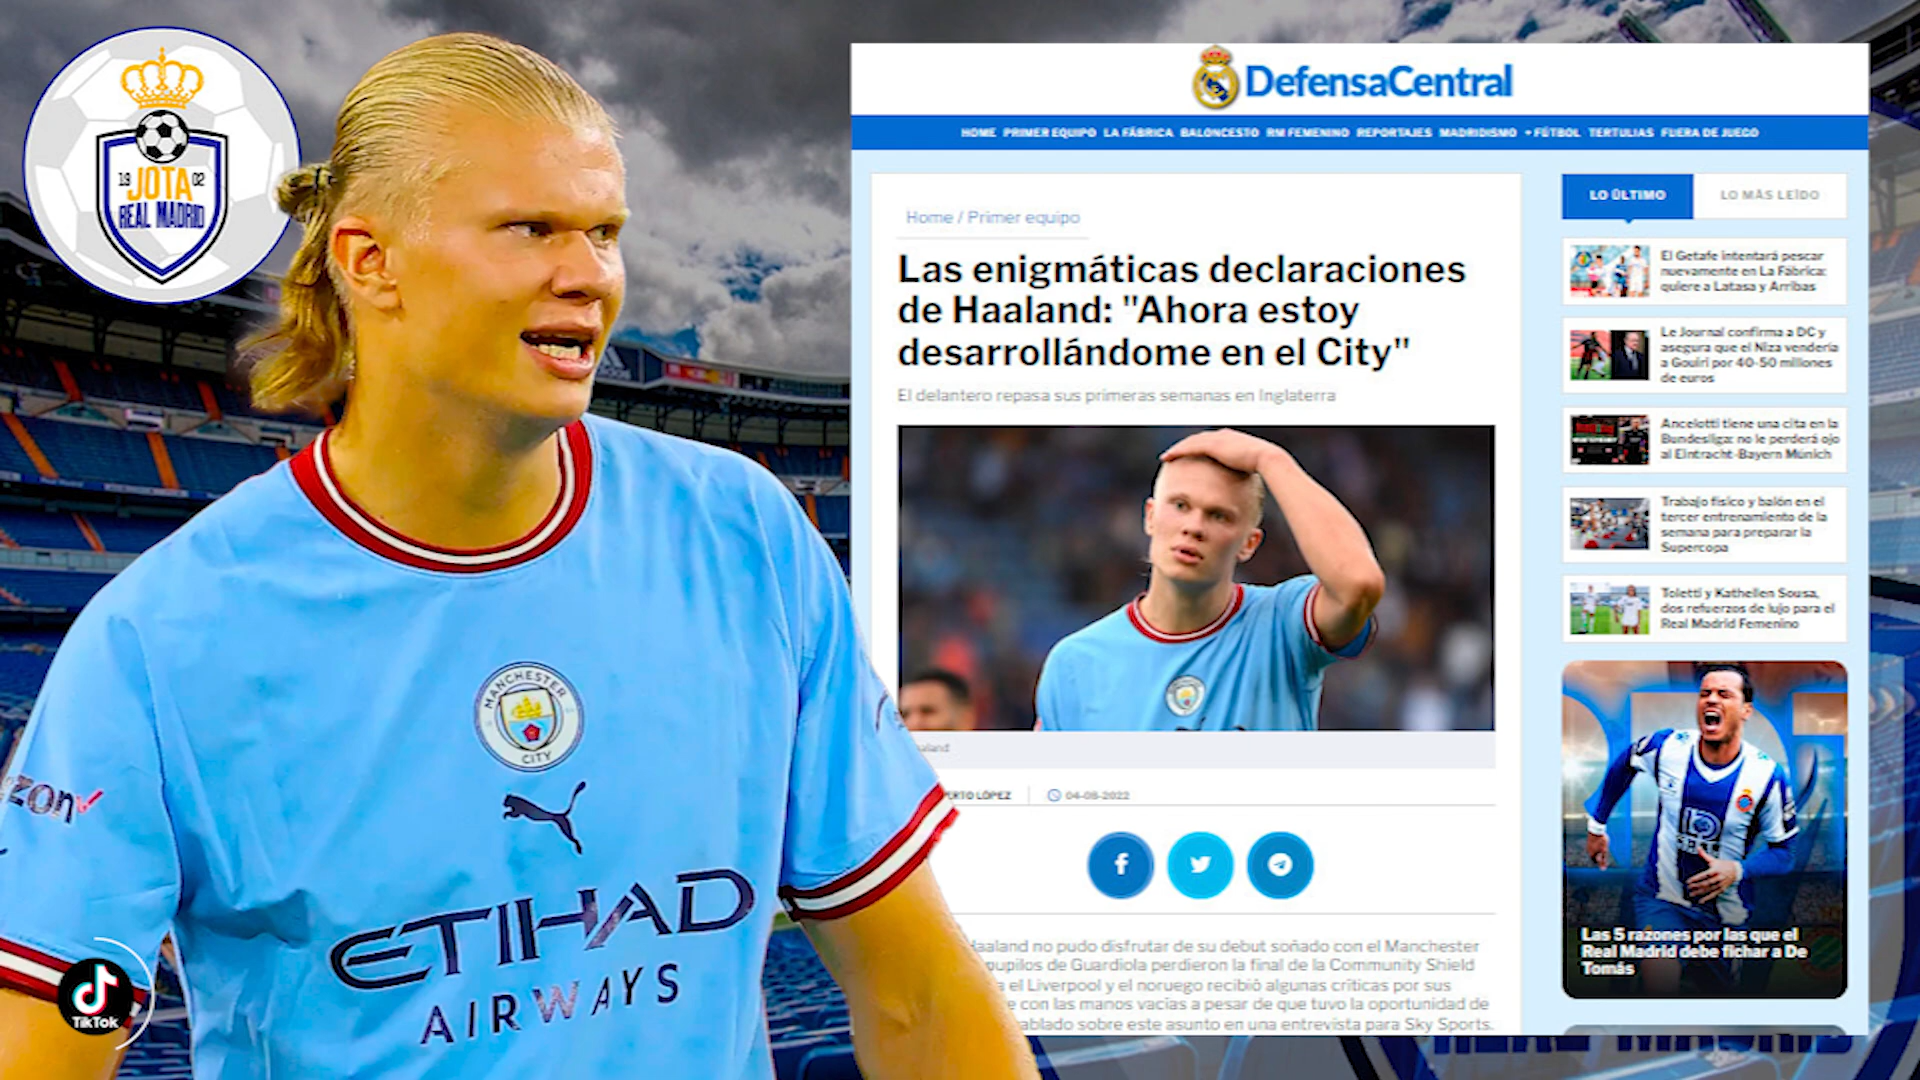 19 JOTA 02
REAL MADRID
MANCHESTER
CITY
ETIHAD
AIRWAYS
TikTok
DefensaCentral
HOME PRIMER EQUIPO LA FÁBRICA BALONCESTO RM FEMENINO REPORTAJES MADRIDISMO FÚTBOL TERTULIAS FUERA DE JUEGO
Home / Primer equipo
Las enigmáticas declaraciones
de Haaland: "Ahora estoy
desarrollándome en el City"
El delantero repasa sus primeras semanas en Inglaterra
LÓPEZ
04-08-2022
Haaland no pudo disfrutar de su debut soñado con el Manchester
pupilos de Guardiola perdieron la final de la Community Shield
a el Liverpool y el noruego recibió algunas críticas por sus
e con las manos vacías a pesar de que tuvo la oportunidad de
ablado sobre este asunto en una entrevista para Sky Sports.
LO ÚLTIMO
LO MÁS LEÍDO
El Getafe intentará pescar
nuevamente en La Fábrica:
quiere a Latasa y Arribas
Le Journal confirma a DC y
asegura que el Niza vendería
a Gouiri por 40-50 millones
de euros
Ancelotti tiene una cita en la
Bundesliga: no le perderá ojo
al Eintracht-Bayern Múnich
Trabajo físico y balón en el
tercer entrenamiento de la
semana para preparar la
Supercopa
Toletti y Kathellen Sousa,
dos refuerzos de lujo para el
Real Madrid Femenino
Las 5 razones por las que el
Real Madrid debe fichar a De
Tomás